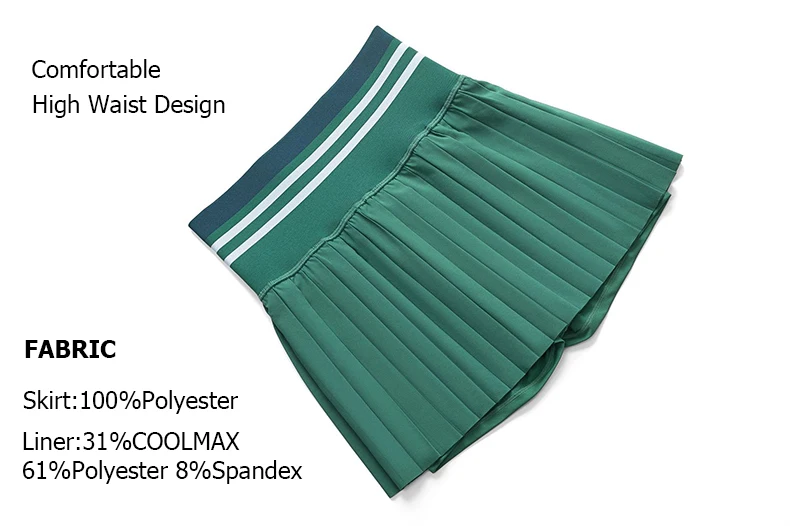 Comfortable
High Waist Design
FABRIC
Skirt:100%Polyester
Liner:31%COOLMAX
61%Polyester 8%Spandex